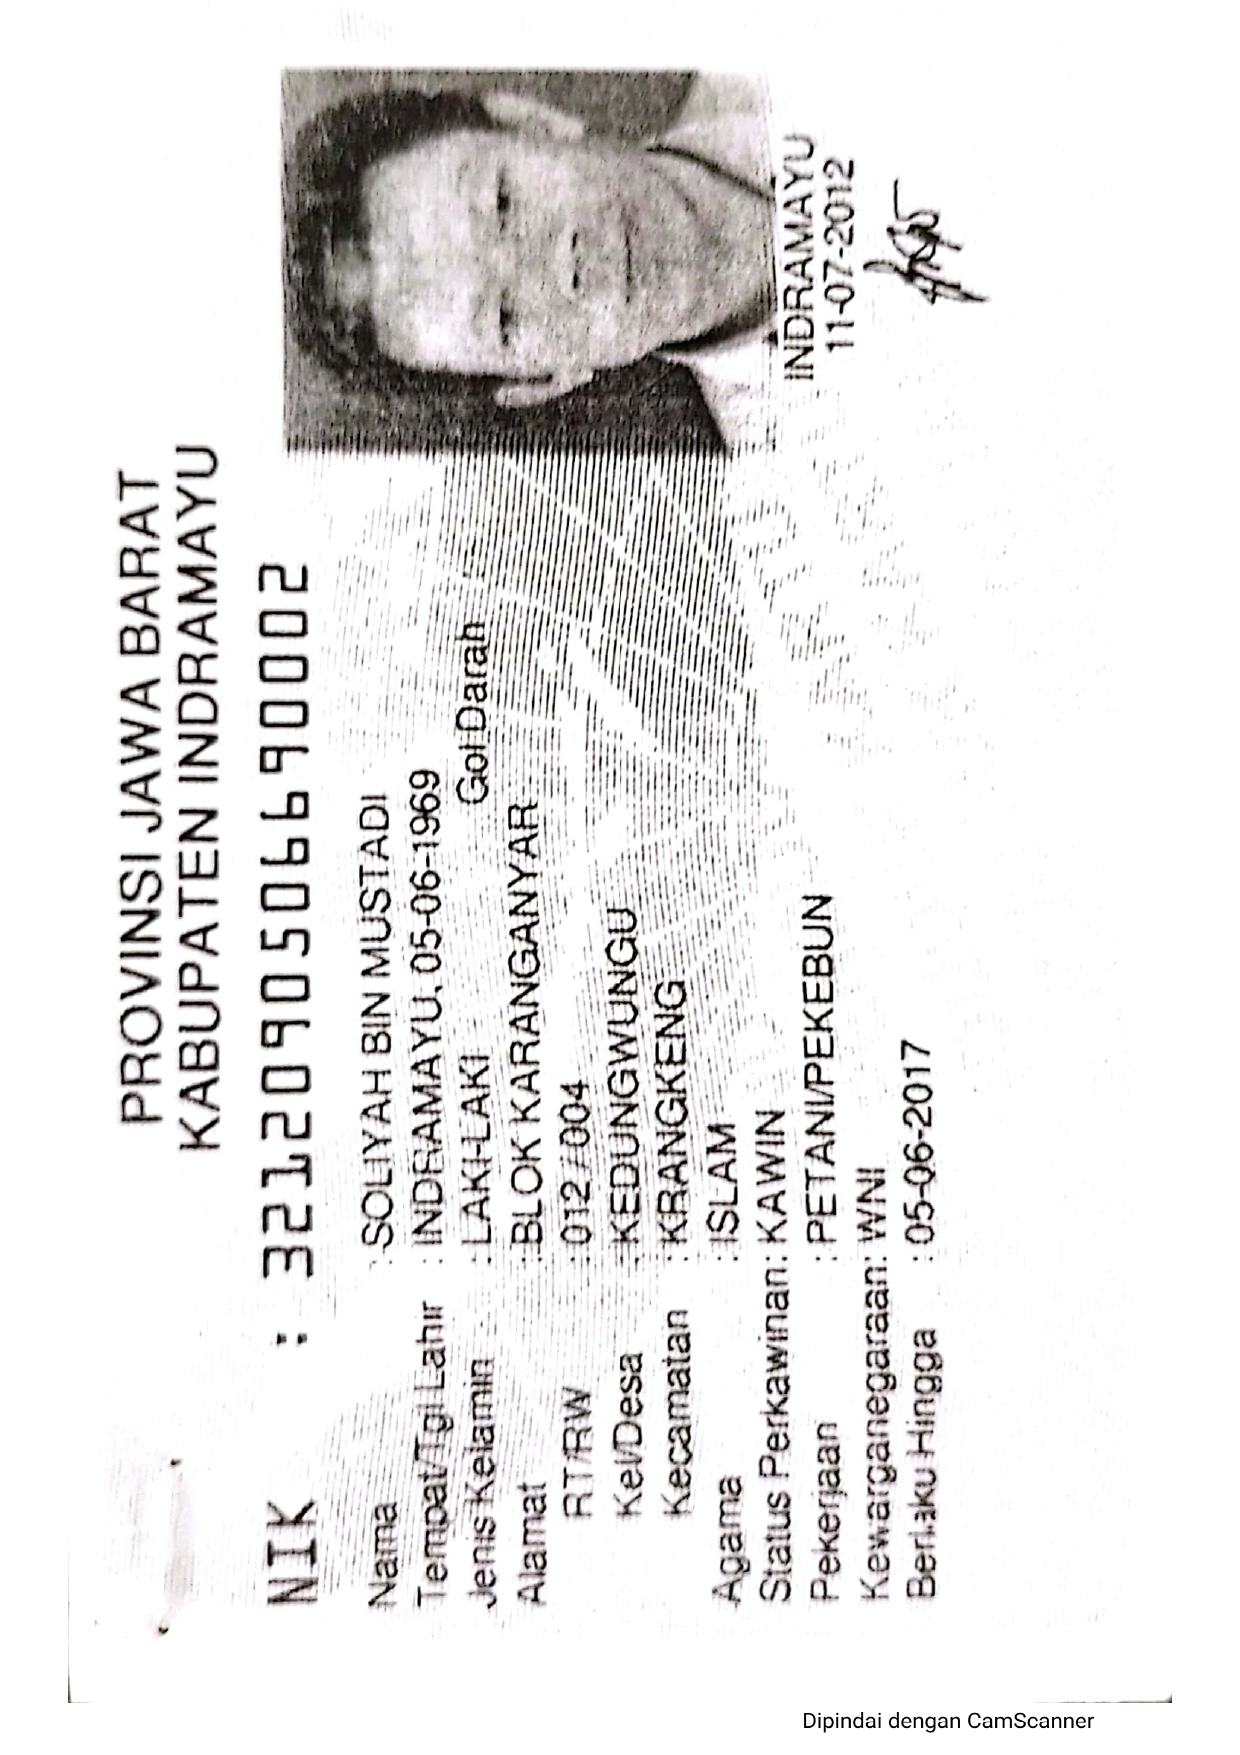 PROVINSI JAWA BARAT
KABUPATEN INDRAMAYU
NIK : 3212090506690002
Nama : SOLIYAH BIN MUSTADI
Tempat/Tgl Lahir : INDRAMAYU, 05-06-1969
Jenis Kelamin : LAKI-LAKI Gol Darah
Alamat : BLOK KARANGANYAR
RT/RW : 012 / 004
Kel/Desa : KEDUNGWUNGU
Kecamatan : KRANGKENG
Agama : ISLAM
Status Perkawinan: KAWIN
Pekerjaan : PETANI/PEKEBUN
Kewarganegaraan: WNI
Berlaku Hingga : 05-06-2017
INDRAMAYU
11-07-2012
Dipindai dengan CamScanner